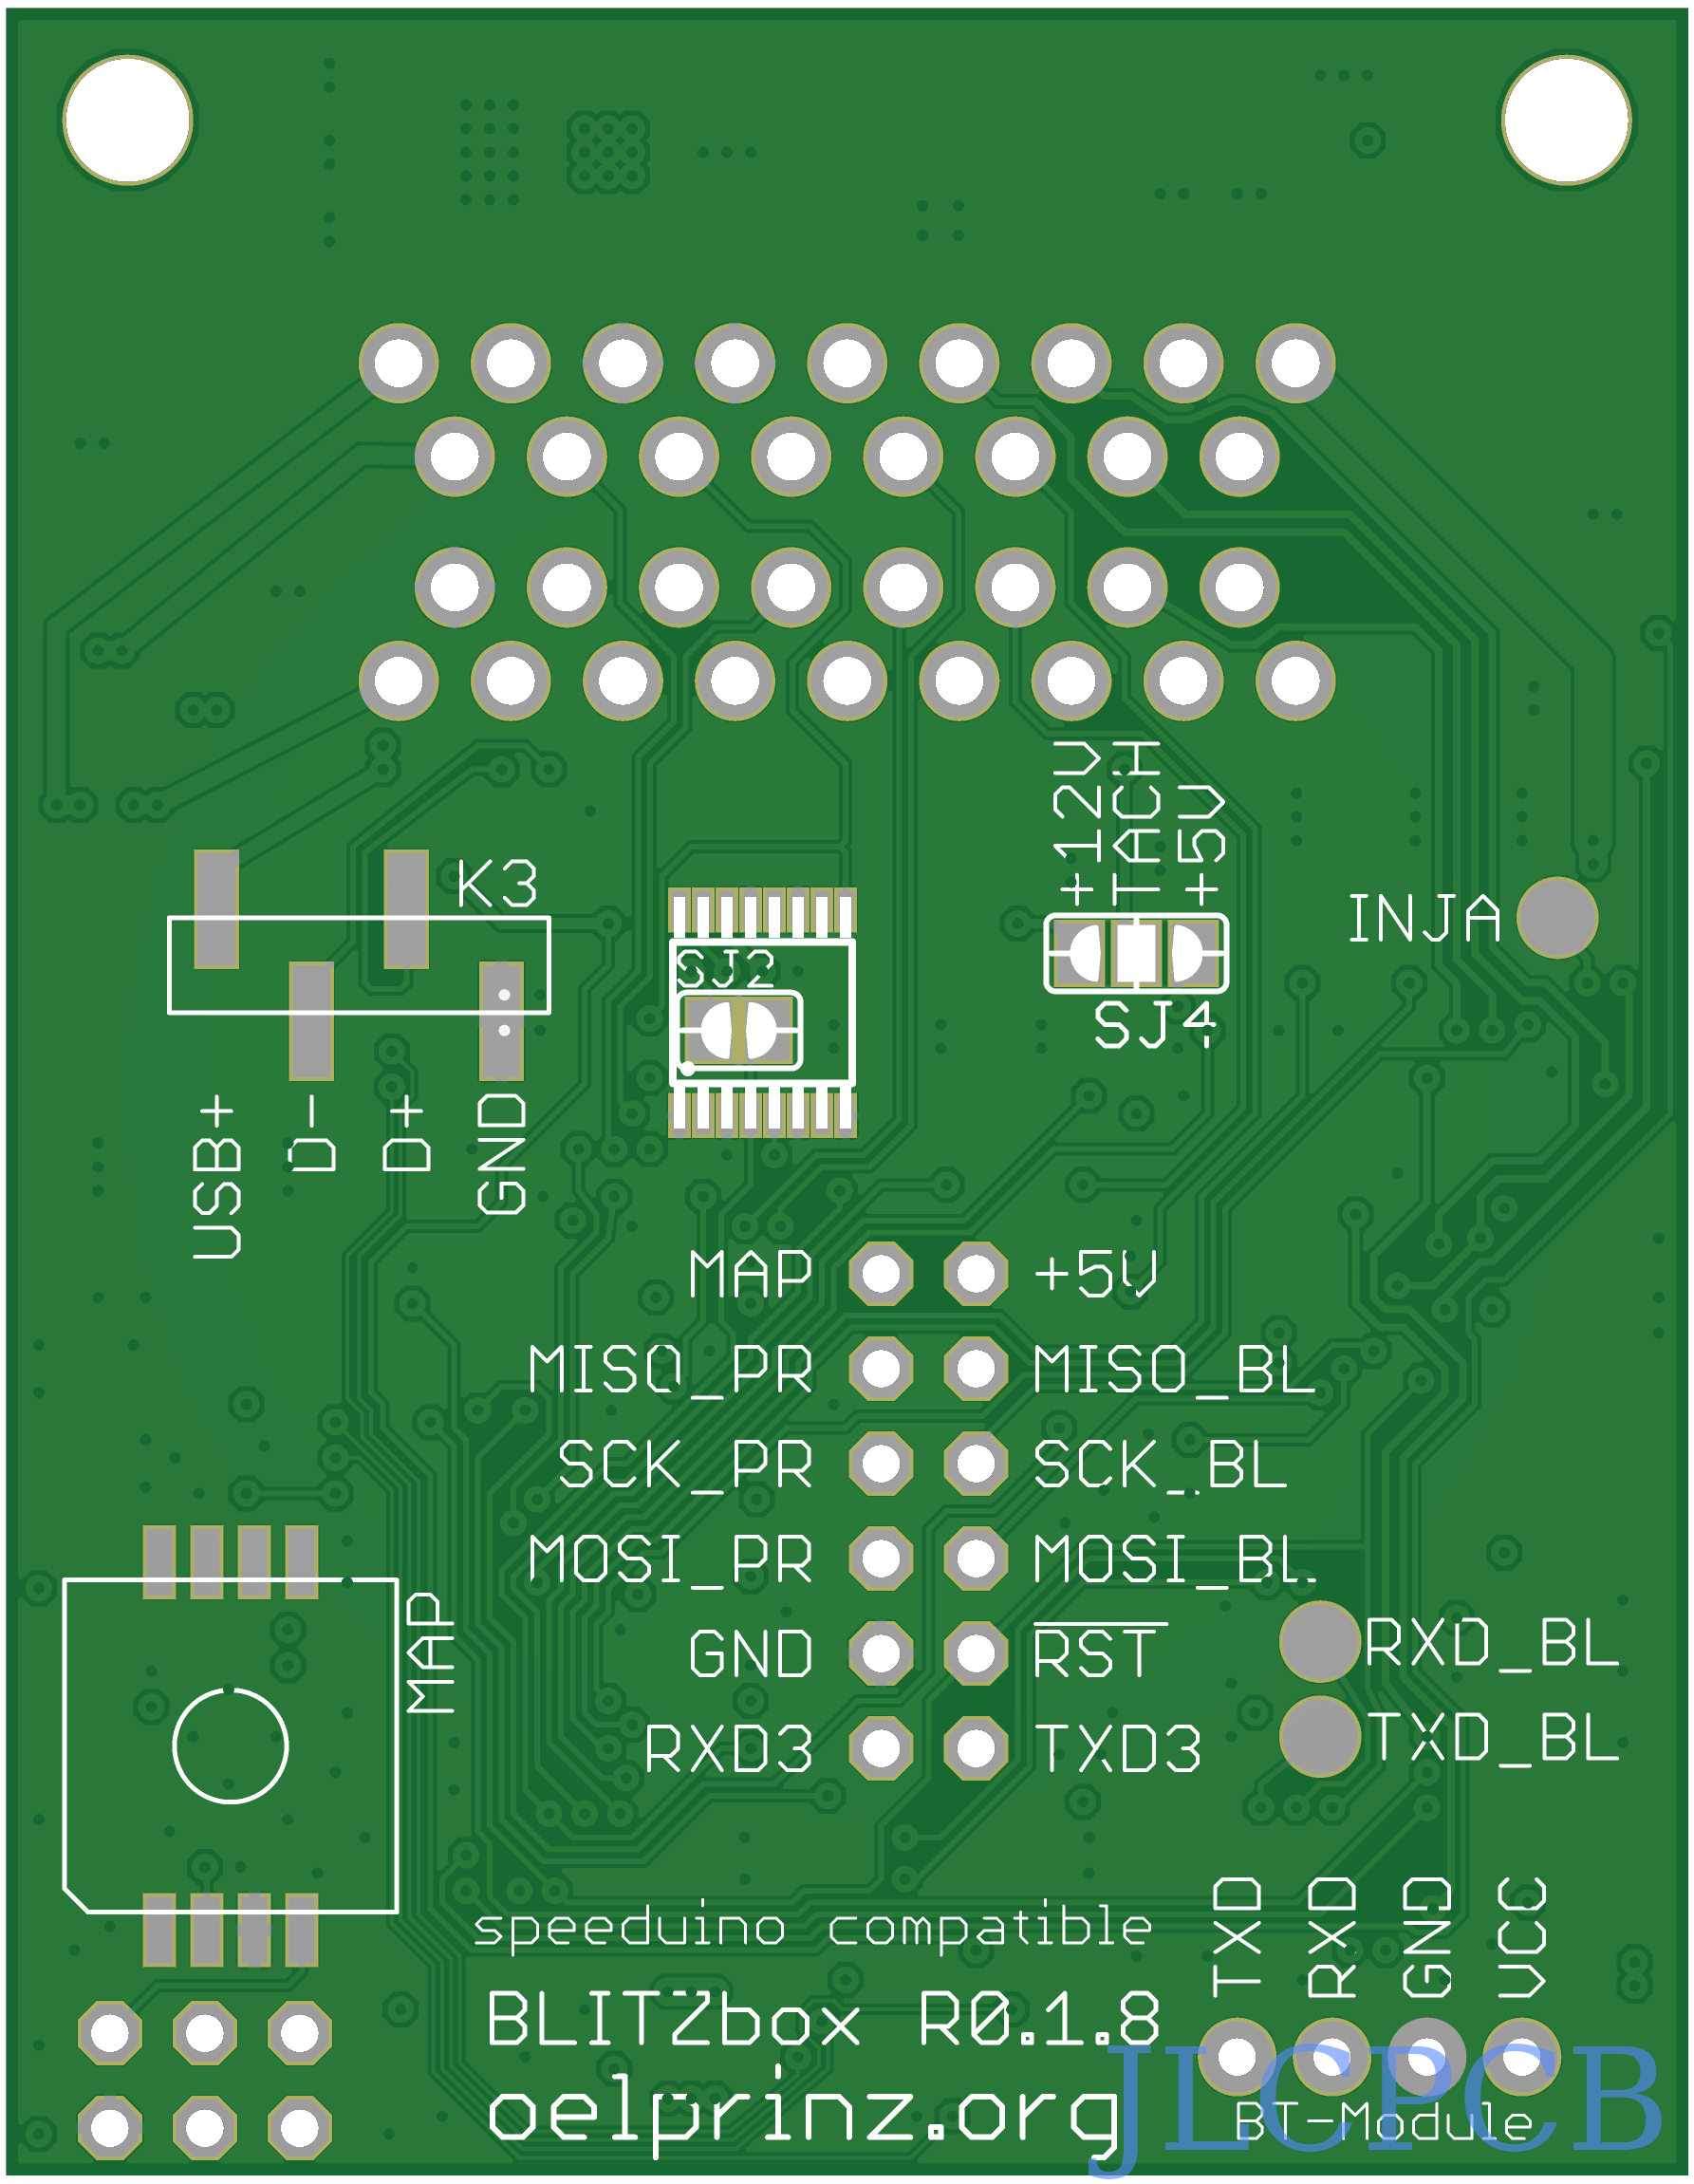 +12V
TACH
+5V
K3
INJA
SJ2
SJ4
USB+
D-
D+
GND
MAP +5V
MISO_PR MISO_BL
SCK_PR SCK_BL
MOSI_PR MOSI_BL
MAP
GND RST
RXD_BL
RXD3 TXD3
TXD_BL
TXD
RXD
GND
VCC
speeduino compatible
BLITZbox R0.1.8
oelprinz.org
BT-Module
JLCPCB